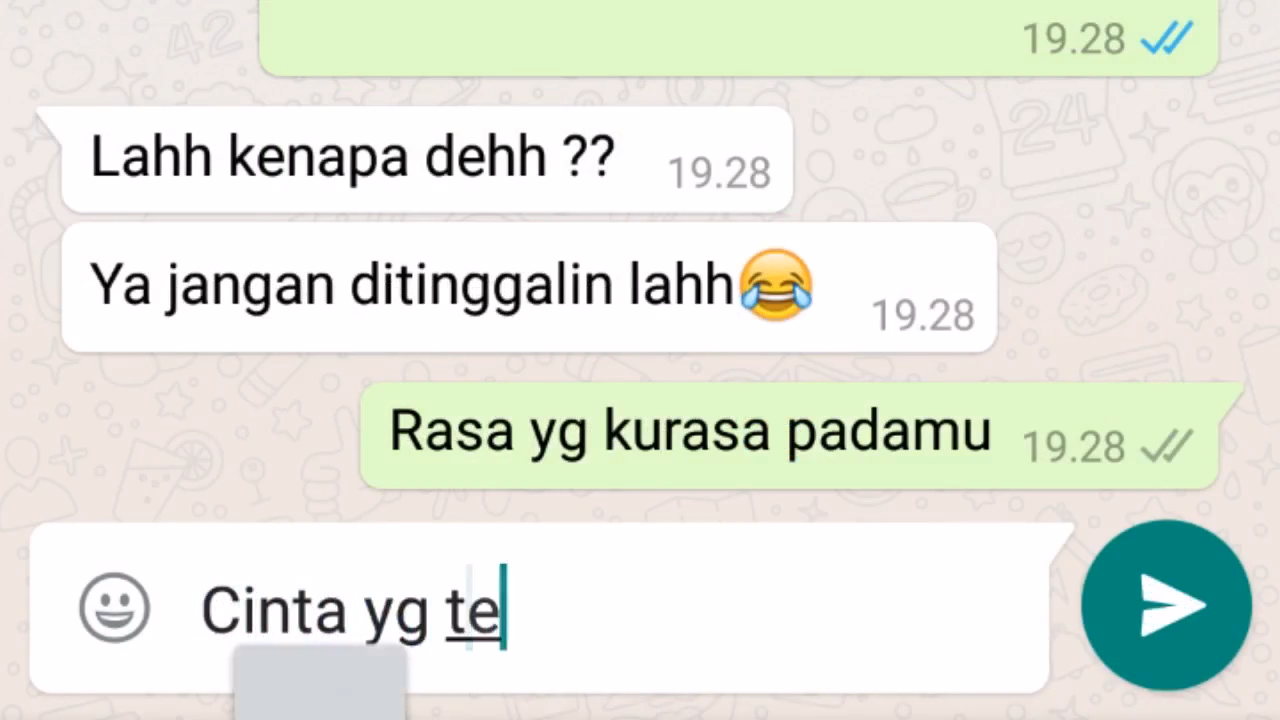 19.28
Lahh kenapa dehh ??
19.28
Ya jangan ditinggalin lahh😂
19.28
Rasa yg kurasa padamu
19.28
Cinta yg te